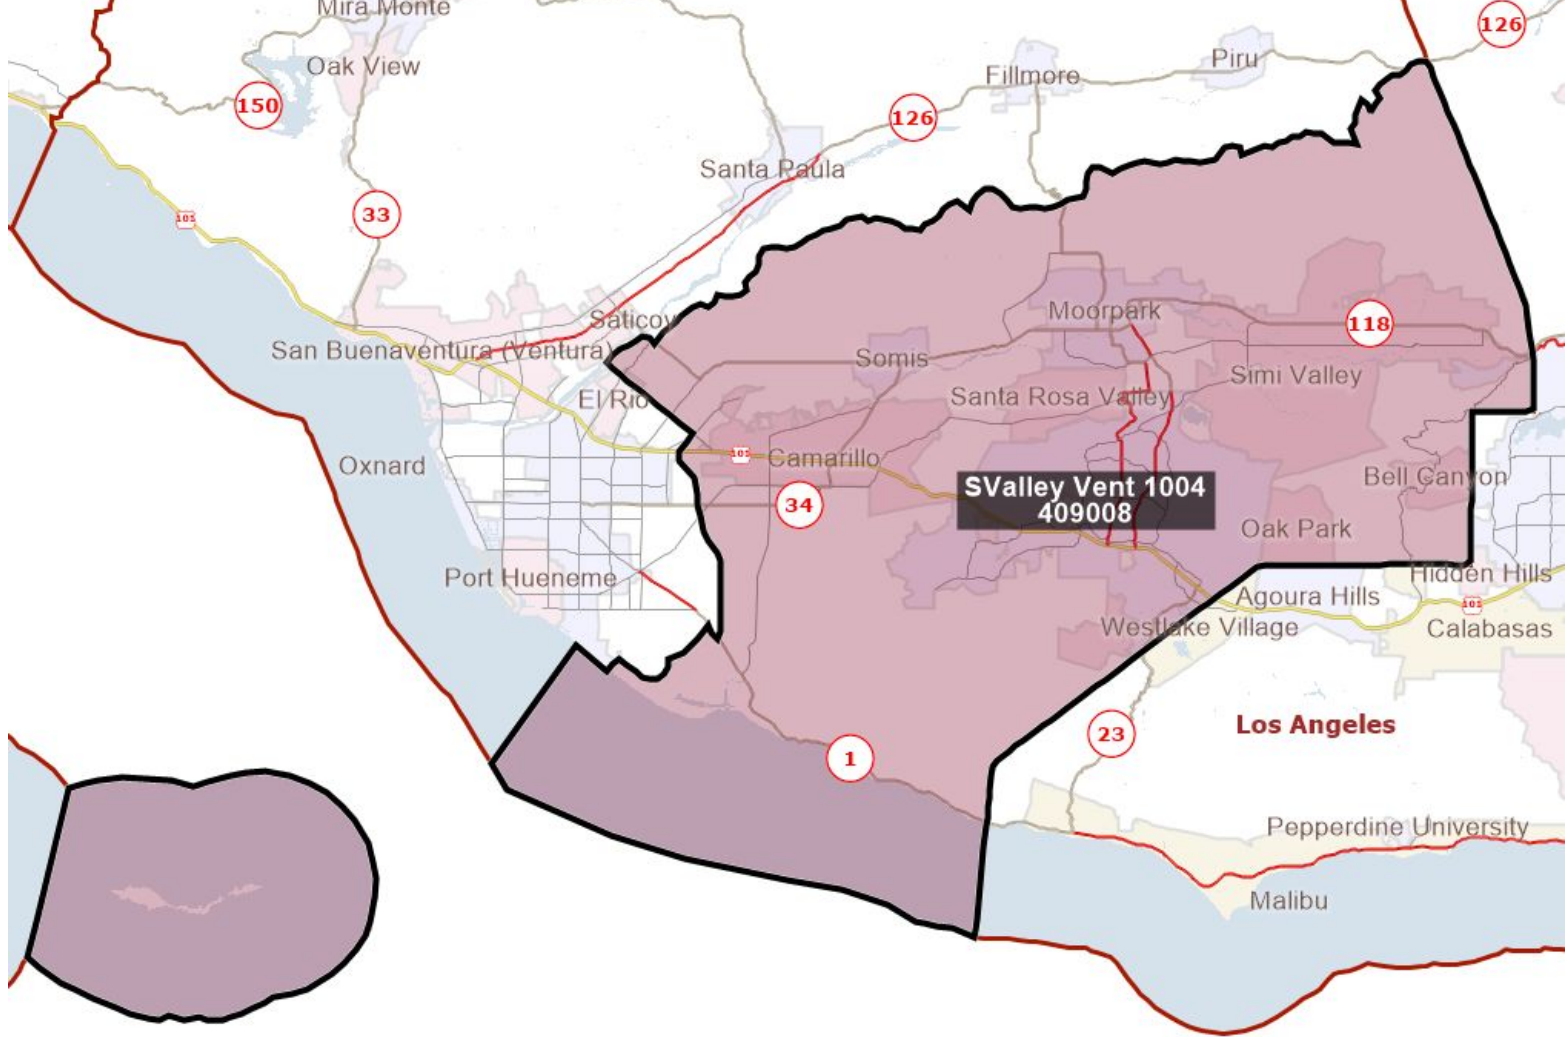 Mira Monte
126
Oak View
Piru
Fillmore
150
126
Santa Paula
33
101
Moorpark
Saticoy
118
San Buenaventura (Ventura)
Somis
Simi Valley
El Rio
Santa Rosa Valley
101
Camarillo
Oxnard
Bell Canyon
SValley Vent 1004
409008
34
Oak Park
Port Hueneme
Hidden Hills
Agoura Hills
101
Westlake Village
Calabasas
Los Angeles
23
1
Pepperdine University
Malibu